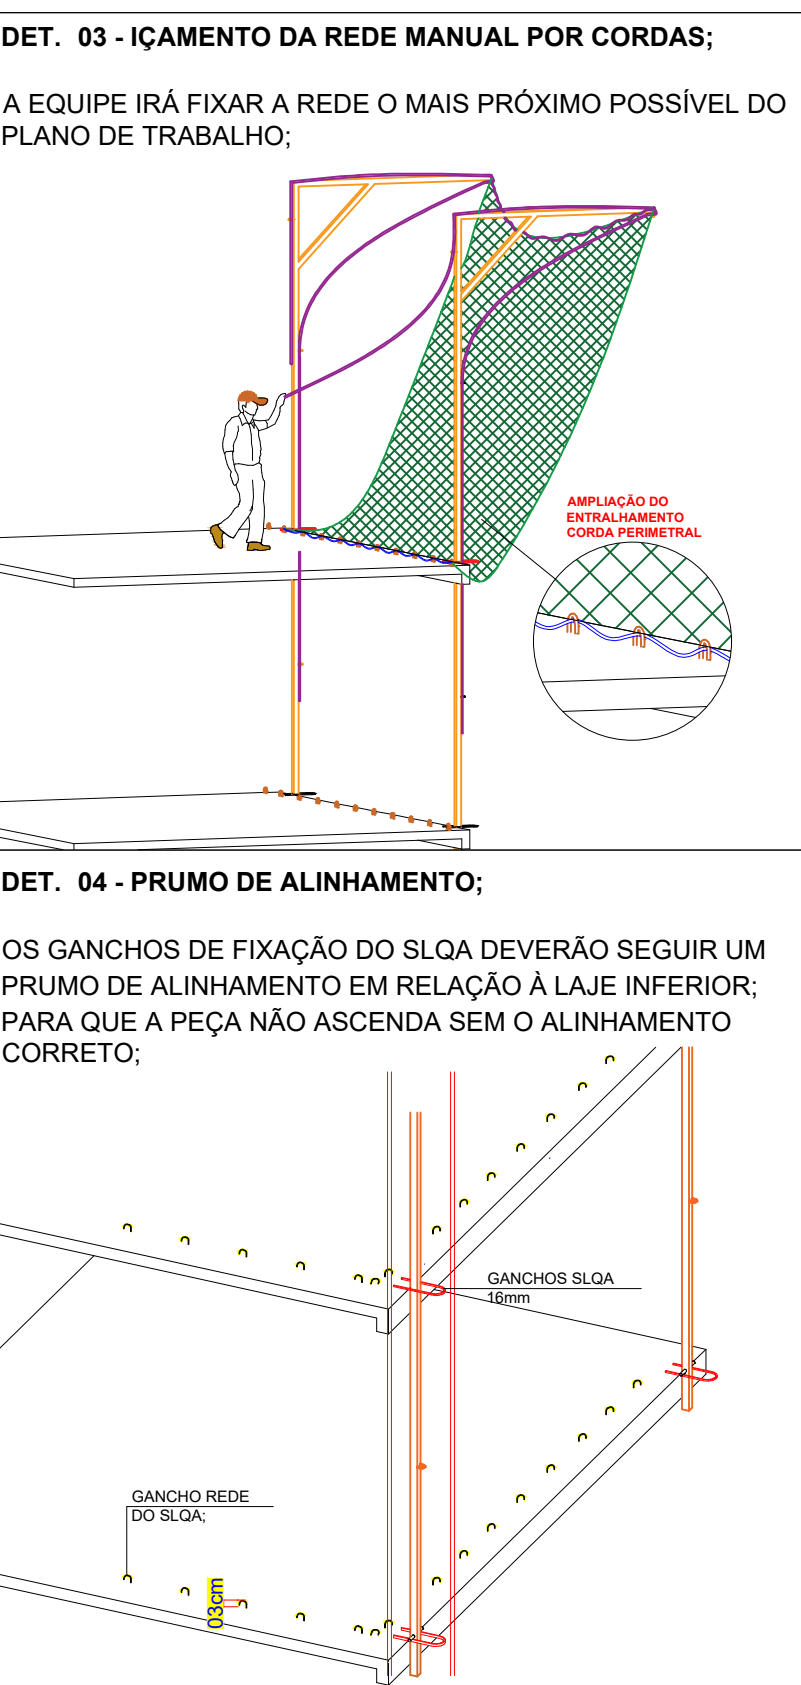 DET. 03 - IÇAMENTO DA REDE MANUAL POR CORDAS;
A EQUIPE IRÁ FIXAR A REDE O MAIS PRÓXIMO POSSÍVEL DO
PLANO DE TRABALHO;
AMPLIAÇÃO DO
ENTRALHAMENTO
CORDA PERIMETRAL
DET. 04 - PRUMO DE ALINHAMENTO;
OS GANCHOS DE FIXAÇÃO DO SLQA DEVERÃO SEGUIR UM
PRUMO DE ALINHAMENTO EM RELAÇÃO À LAJE INFERIOR;
PARA QUE A PEÇA NÃO ASCENDA SEM O ALINHAMENTO
CORRETO;
GANCHOS SLQA
16mm
GANCHO REDE
DO SLQA;
03cm